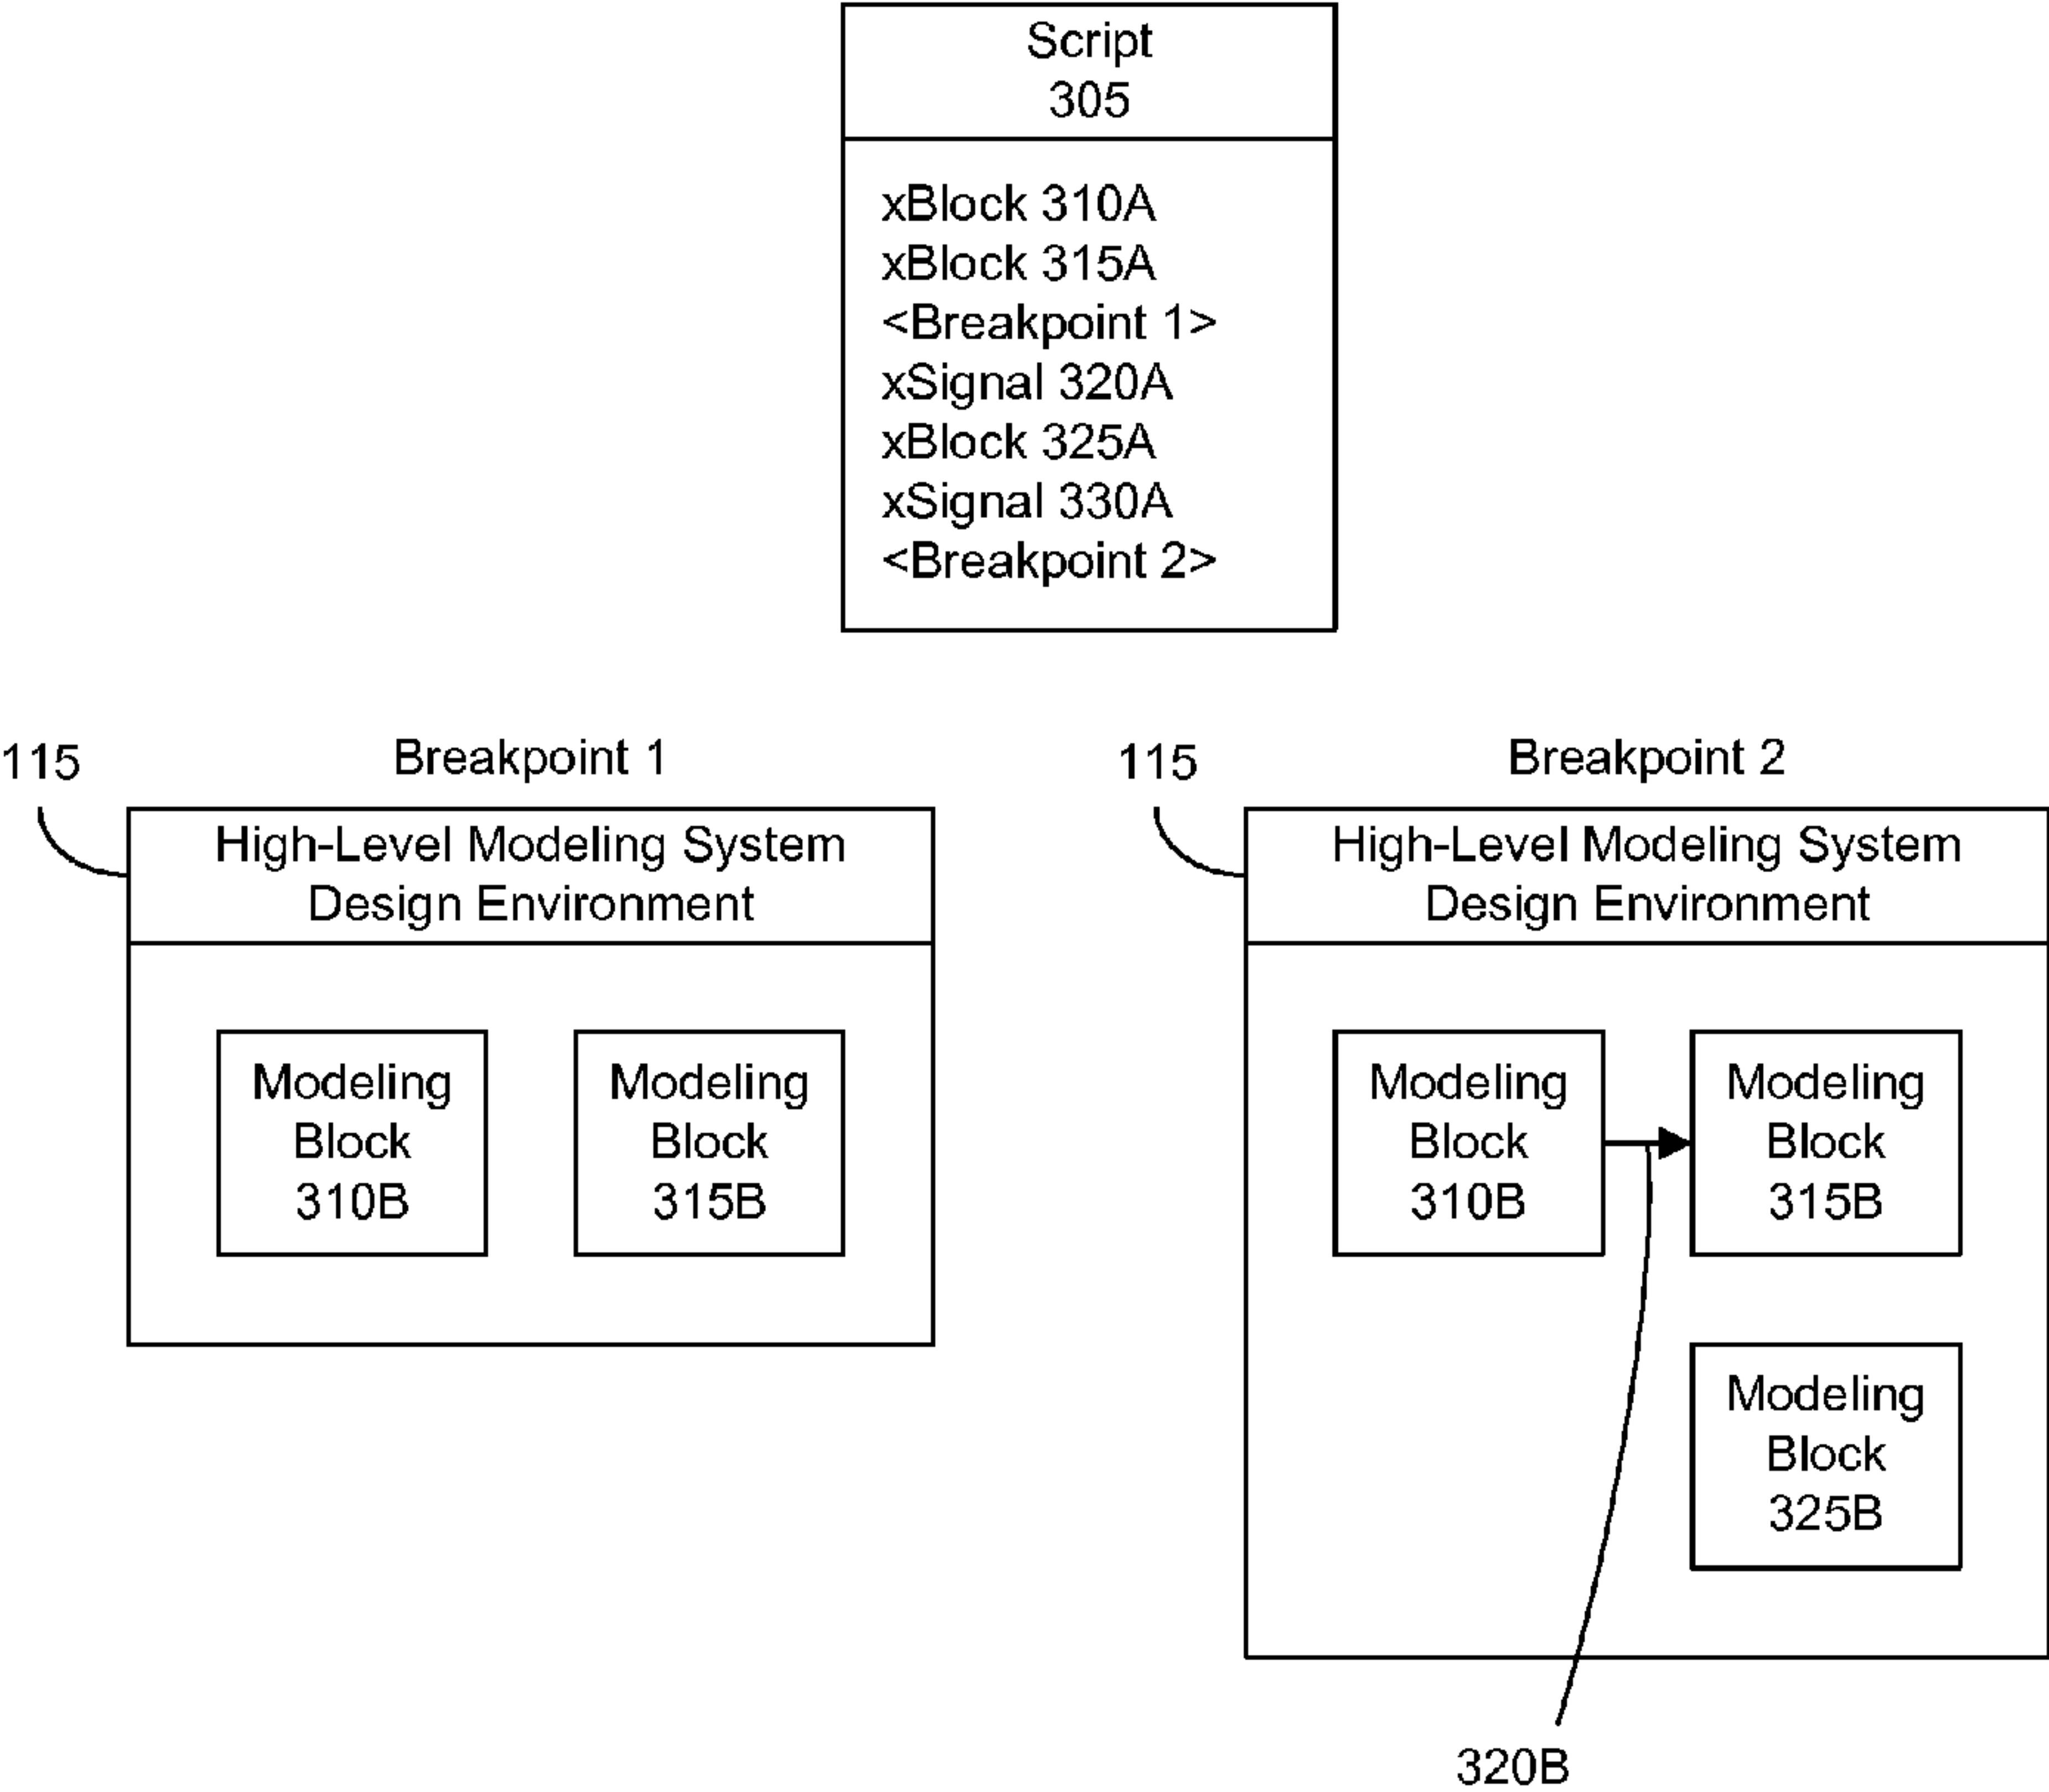 Script
305
xBlock 310A
xBlock 315A
<Breakpoint 1>
xSignal 320A
xBlock 325A
xSignal 330A
<Breakpoint 2>
115
Breakpoint 1
High-Level Modeling System
Design Environment
Modeling
Block
310B
Modeling
Block
315B
115
Breakpoint 2
High-Level Modeling System
Design Environment
Modeling
Block
310B
Modeling
Block
315B
Modeling
Block
325B
320B